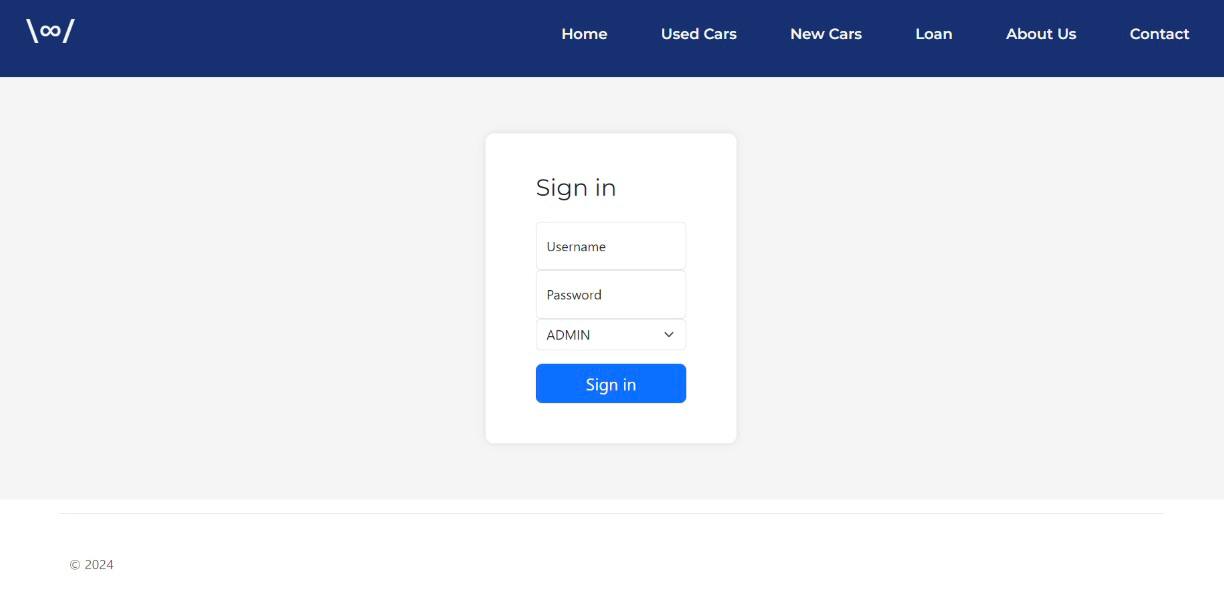 \∞/
Home Used Cars New Cars Loan About Us Contact
Sign in
Username
Password
ADMIN
Sign in
© 2024